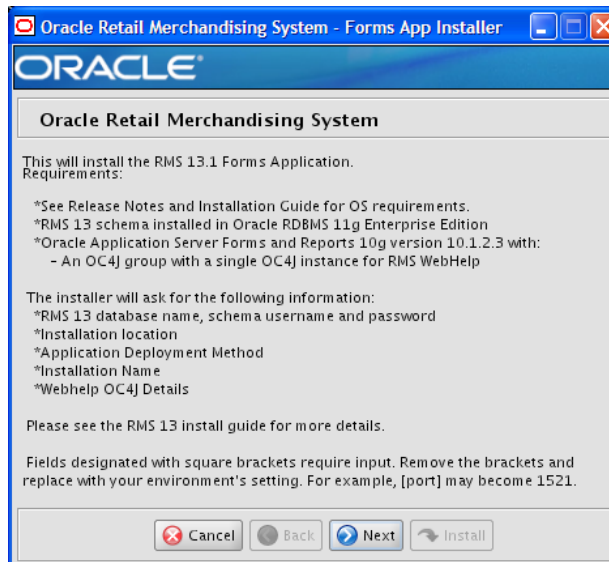 Oracle Retail Merchandising System - Forms App Installer
ORACLE
Oracle Retail Merchandising System
This will install the RMS 13.1 Forms Application.
Requirements:
*See Release Notes and Installation Guide for OS requirements.
*RMS 13 schema installed in Oracle RDBMS 11g Enterprise Edition
*Oracle Application Server Forms and Reports 10g version 10.1.2.3 with:
- An OC4J group with a single OC4J instance for RMS WebHelp
The installer will ask for the following information:
*RMS 13 database name, schema username and password
*Installation location
*Application Deployment Method
*Installation Name
*Webhelp OC4J Details
Please see the RMS 13 install guide for more details.
Fields designated with square brackets require input. Remove the brackets and
replace with your environment's setting. For example, [port] may become 1521.
Cancel Back Next Install